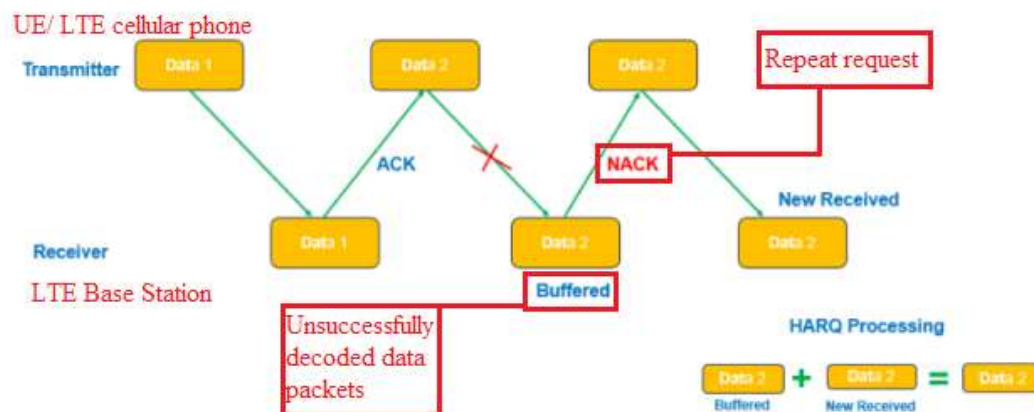 UE/ LTE cellular phone
Transmitter
Data 1
Data 2
Data 2
Repeat request
ACK
NACK
New Received
Receiver
Data 1
Data 2
Data 2
LTE Base Station
Buffered
Unsuccessfully
decoded data
packets
HARQ Processing
Data 2 + Data 2 = Data 2
Buffered New Received